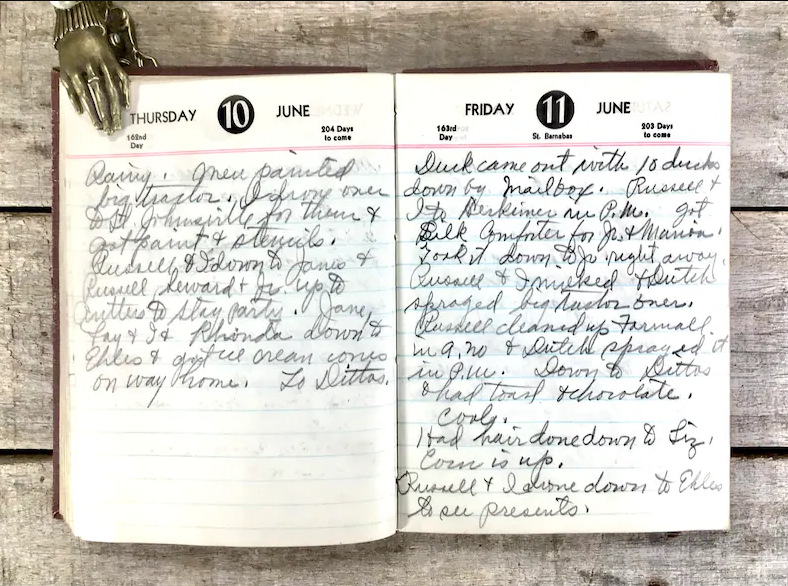 THURSDAY 10 JUNE
162nd Day
204 Days to come
Rainy. Men painted
big tractor. I drove over
to St. Johnsville for them &
got paint & stencils.
Russell & I down to Janes &
Russell, Seward & Jr. up to
to stag party. Jane,
Fay & I & Rhonda down to
Ehles & got ice cream cones
on way home. To Dittos.
FRIDAY 11 JUNE
163rd Day
St. Barnabas
203 Days to come
Duck came out with 10 ducks
down by Mailbox. Russell &
I to Herkimer in P.M. got
Silk Comforter for Jr. & Marion.
Took it down to Jr. right away.
Russell & I milked & Dutch
sprayed big tractor over.
Russell cleaned up Farmall
in a.m. & Dutch sprayed it
in P.M. Down to Dittos
& had toast & chocolate.
Cool.
Had hair done down to Liz.
Corn is up.
Russell & I alone down to Ehles
to see presents.